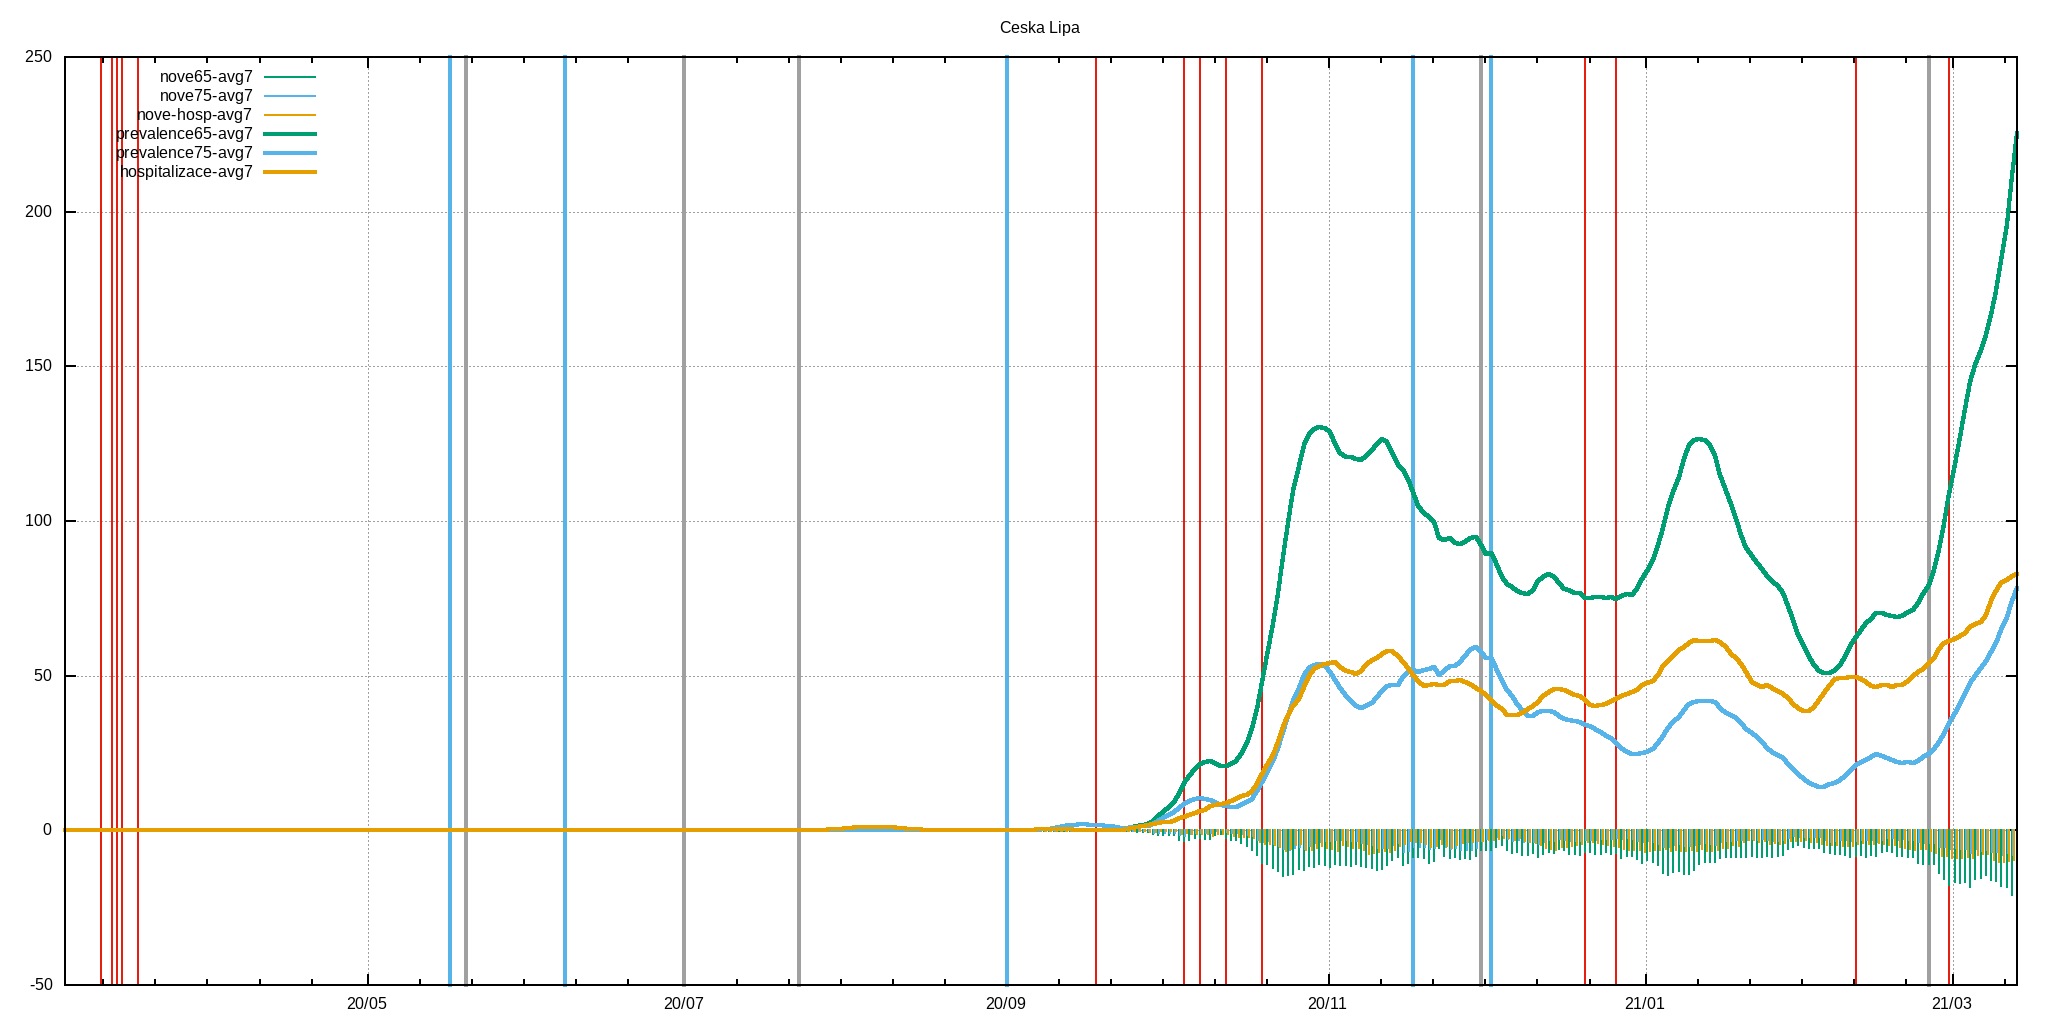 Ceska Lipa
250
200
150
100
50
0
-50
nove65-avg7
nove75-avg7
nove-hosp-avg7
prevalence65-avg7
prevalence75-avg7
hospitalizace-avg7
20/05
20/07
20/09
20/11
21/01
21/03